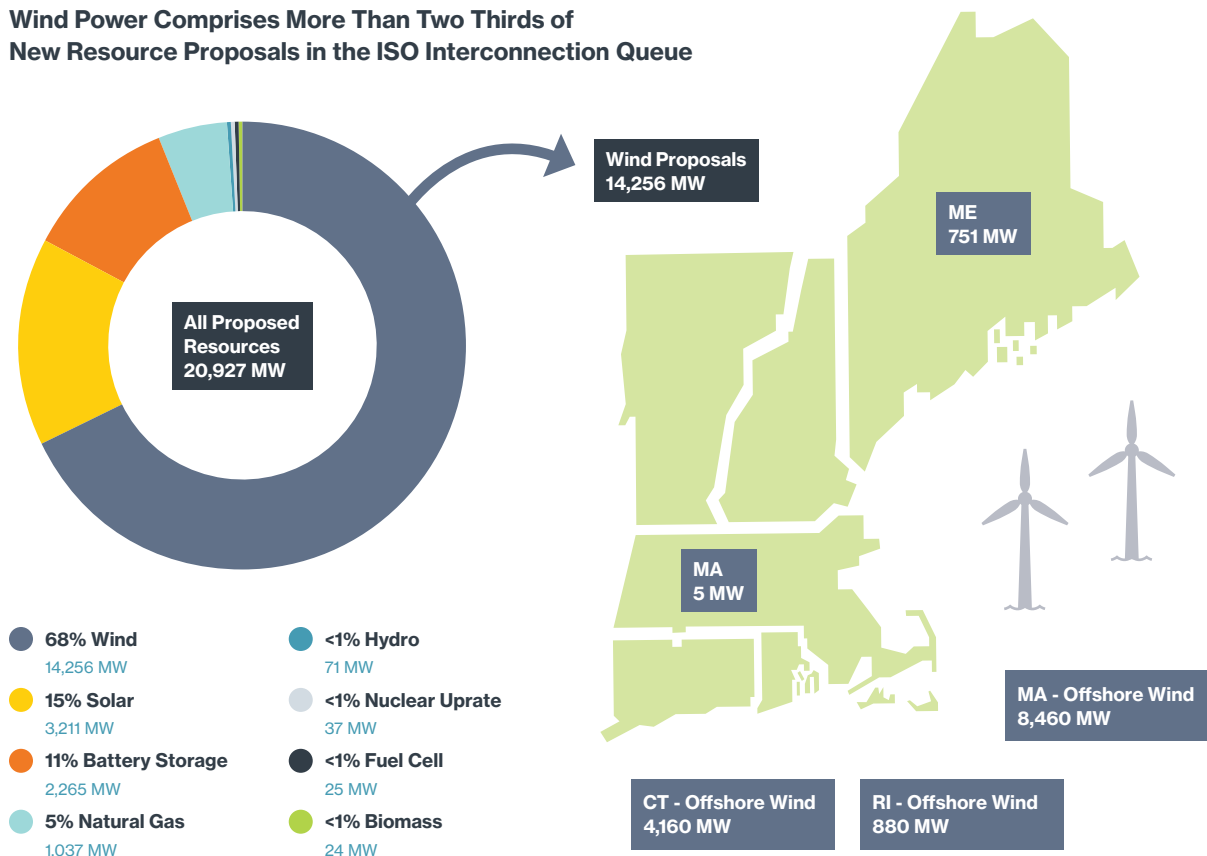 Wind Power Comprises More Than Two Thirds of
New Resource Proposals in the ISO Interconnection Queue
All Proposed
Resources
20,927 MW
Wind Proposals
14,256 MW
ME
751 MW
MA
5 MW
MA - Offshore Wind
8,460 MW
CT - Offshore Wind
4,160 MW
RI - Offshore Wind
880 MW
68% Wind
14,256 MW
15% Solar
3,211 MW
11% Battery Storage
2,265 MW
5% Natural Gas
1,037 MW
<1% Hydro
71 MW
<1% Nuclear Uprate
37 MW
<1% Fuel Cell
25 MW
<1% Biomass
24 MW